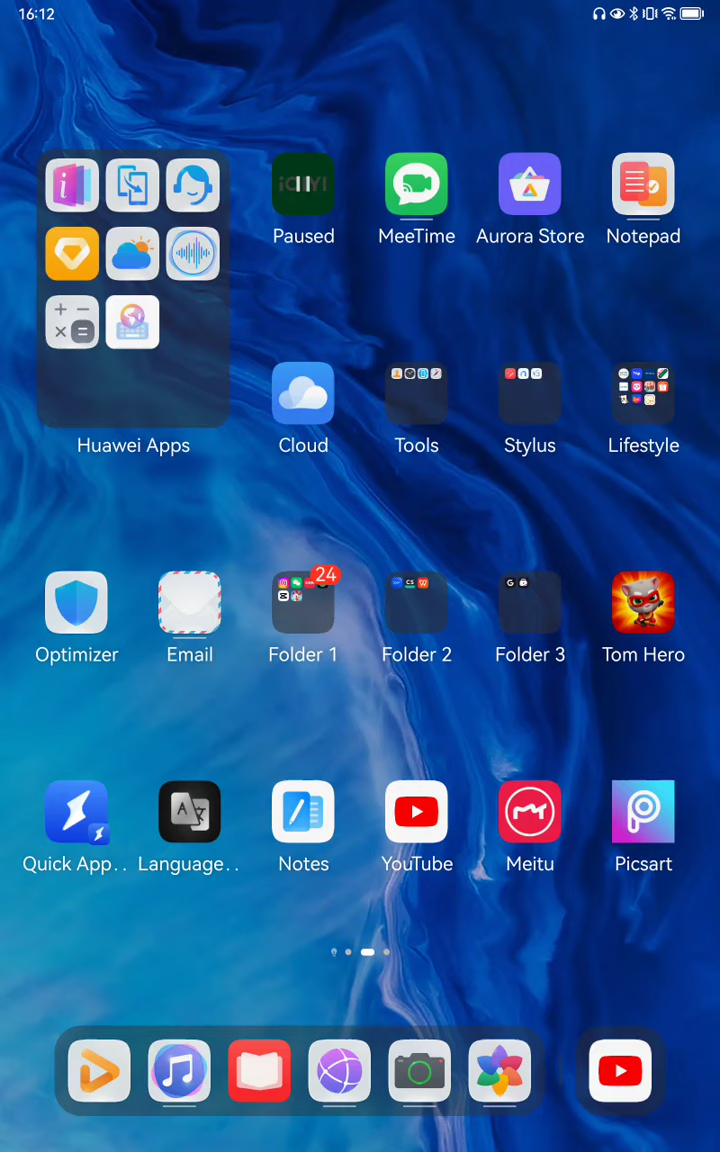 16:12
Paused
MeeTime
Aurora Store
Notepad
Huawei Apps
Cloud
Tools
Stylus
Lifestyle
24
Optimizer
Email
Folder 1
Folder 2
Folder 3
Tom Hero
Quick App..
Language..
Notes
YouTube
Meitu
Picsart